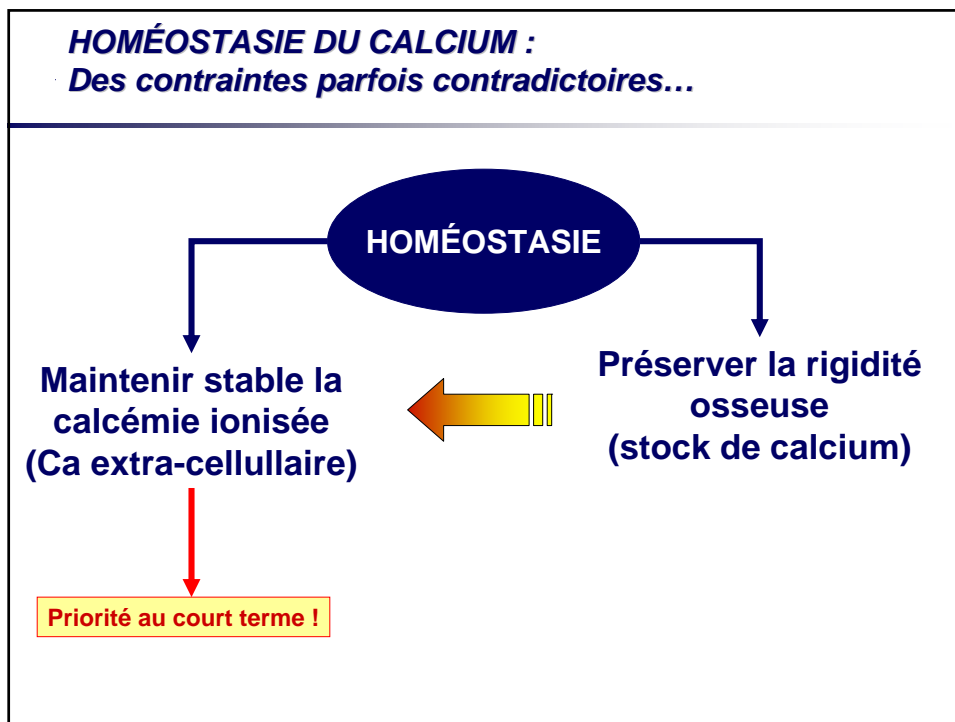 HOMÉOSTASIE DU CALCIUM :
Des contraintes parfois contradictoires…
HOMÉOSTASIE
Maintenir stable la
calcémie ionisée
(Ca extra-cellullaire)
Préserver la rigidité
osseuse
(stock de calcium)
Priorité au court terme !